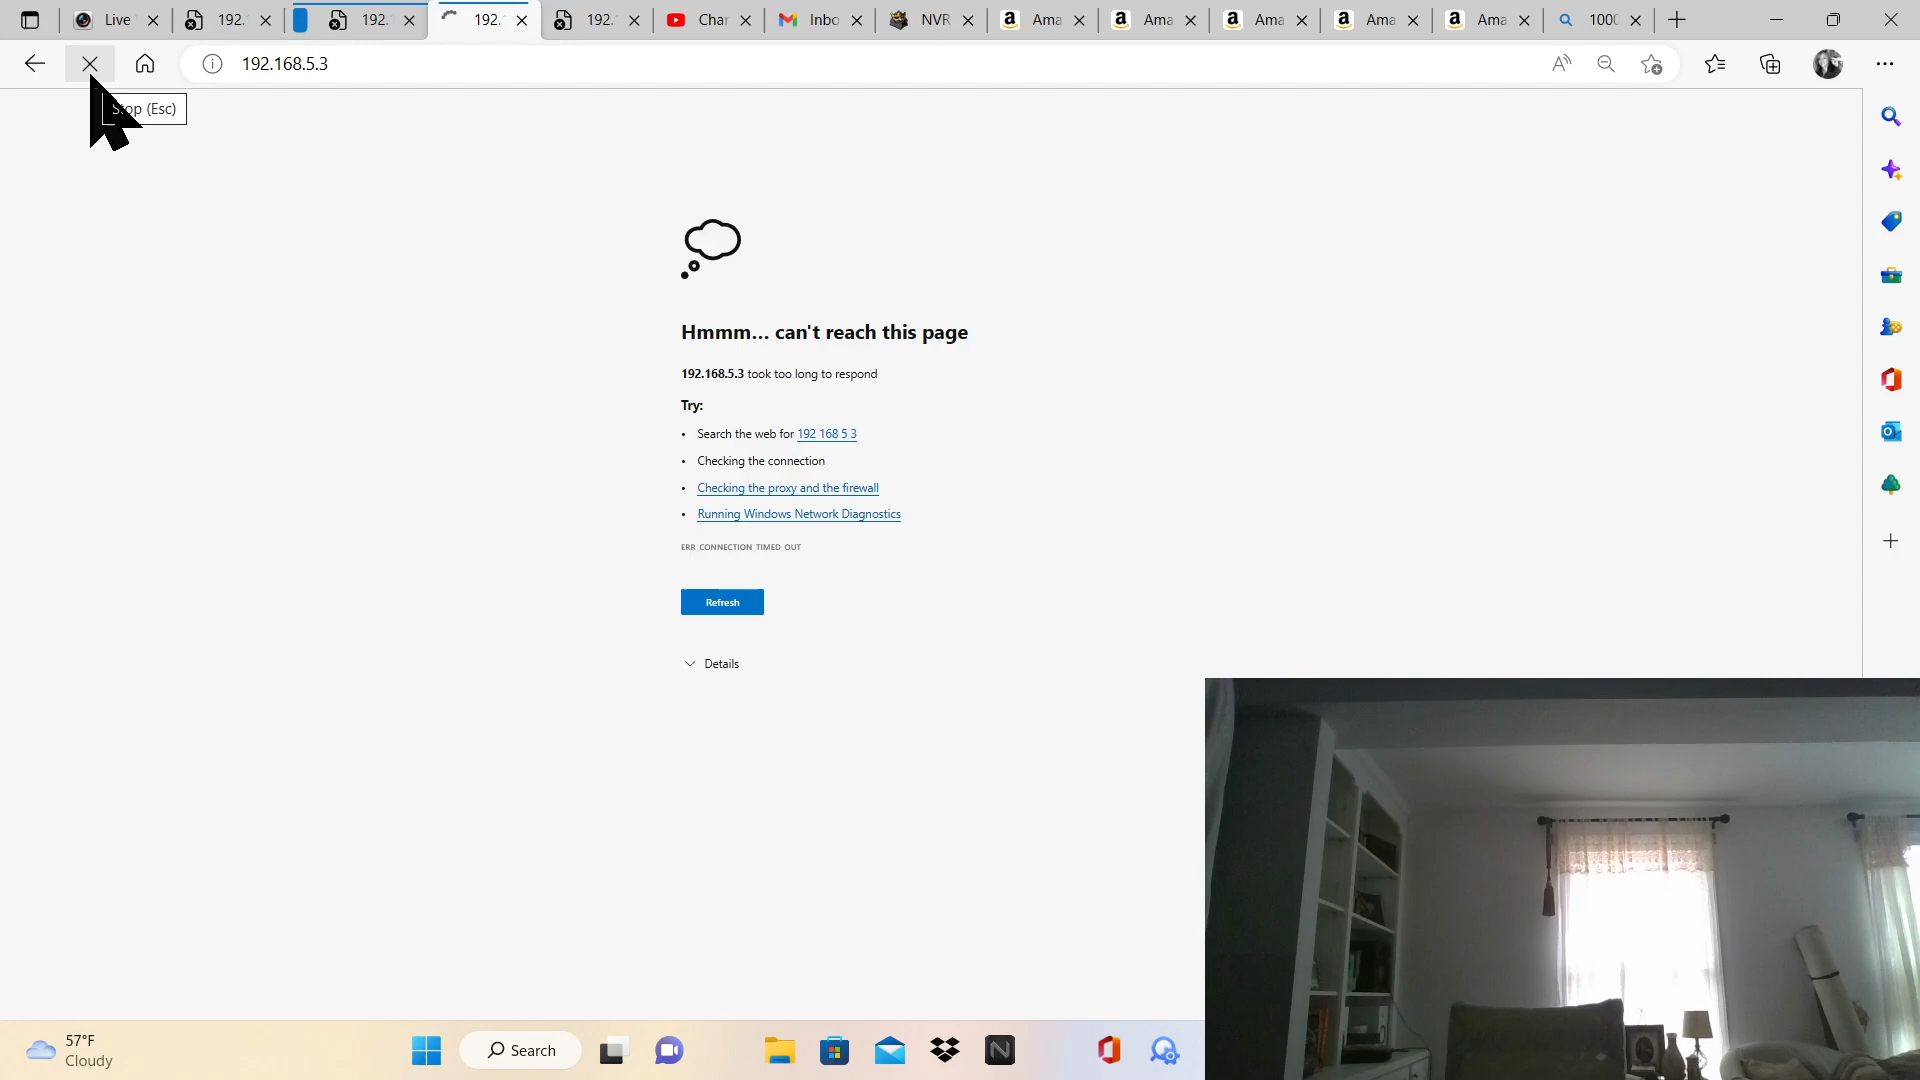 Live
192.
192.
192.
192.
Char
Inbo
NVR
Ama
Ama
Ama
Ama
Ama
100
192.168.5.3
Stop (Esc)
Hmmm... can't reach this page
192.168.5.3 took too long to respond
Try:
• Search the web for 192 168 5 3
• Checking the connection
• Checking the proxy and the firewall
• Running Windows Network Diagnostics
ERR_CONNECTION_TIMED_OUT
Refresh
Details
57°F
Cloudy
Search